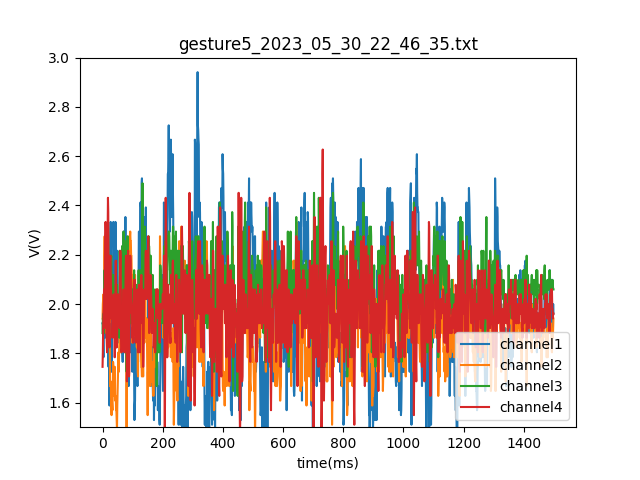 gesture5_2023_05_30_22_46_35.txt
3.0
2.8
2.6
2.4
2.2
2.0
1.8
1.6
V(V)
channel1
channel2
channel3
channel4
0 200 400 600 800 1000 1200 1400
time(ms)